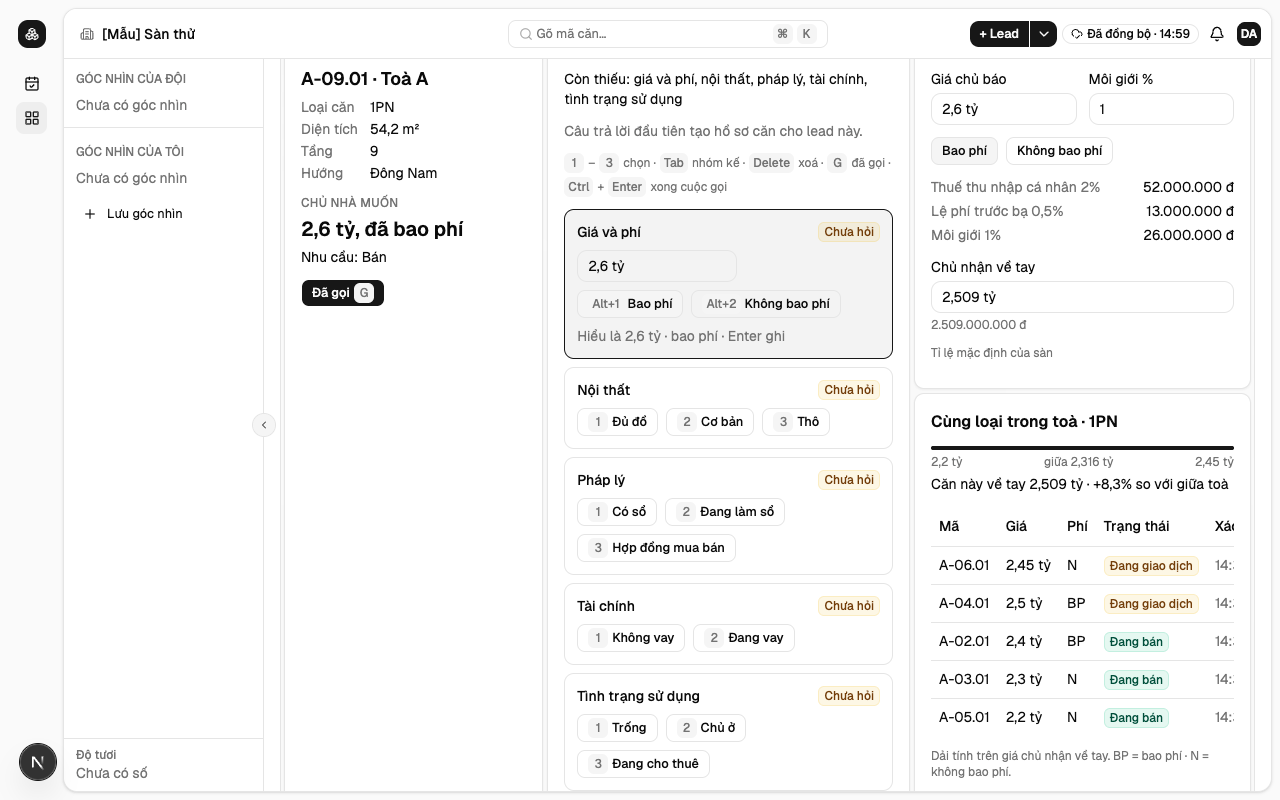 [Mẫu] Sàn thử
Gõ mã căn…
⌘ K
+ Lead
Đã đồng bộ · 14:59
DA
GÓC NHÌN CỦA ĐỘI
Chưa có góc nhìn
GÓC NHÌN CỦA TÔI
Chưa có góc nhìn
+ Lưu góc nhìn
Độ tươi
Chưa có số
N
A-09.01 · Toà A
Loại căn 1PN
Diện tích 54,2 m²
Tầng 9
Hướng Đông Nam
CHỦ NHÀ MUỐN
2,6 tỷ, đã bao phí
Nhu cầu: Bán
Đã gọi G
Còn thiếu: giá và phí, nội thất, pháp lý, tài chính,
tình trạng sử dụng
Câu trả lời đầu tiên tạo hồ sơ căn cho lead này.
1 – 3 chọn · Tab nhóm kế · Delete xoá · G đã gọi ·
Ctrl + Enter xong cuộc gọi
Giá và phí Chưa hỏi
2,6 tỷ
Alt+1 Bao phí Alt+2 Không bao phí
Hiểu là 2,6 tỷ · bao phí · Enter ghi
Nội thất Chưa hỏi
1 Đủ đồ 2 Cơ bản 3 Thô
Pháp lý Chưa hỏi
1 Có sổ 2 Đang làm sổ
3 Hợp đồng mua bán
Tài chính Chưa hỏi
1 Không vay 2 Đang vay
Tình trạng sử dụng Chưa hỏi
1 Trống 2 Chủ ở
3 Đang cho thuê
Giá chủ báo Môi giới %
2,6 tỷ 1
Bao phí Không bao phí
Thuế thu nhập cá nhân 2% 52.000.000 đ
Lệ phí trước bạ 0,5% 13.000.000 đ
Môi giới 1% 26.000.000 đ
Chủ nhận về tay
2,509 tỷ
2.509.000.000 đ
Tỉ lệ mặc định của sàn
Cùng loại trong toà · 1PN
2,2 tỷ giữa 2,316 tỷ 2,45 tỷ
Căn này về tay 2,509 tỷ · +8,3% so với giữa toà
Mã Giá Phí Trạng thái
A-06.01 2,45 tỷ N Đang giao dịch
A-04.01 2,5 tỷ BP Đang giao dịch
A-02.01 2,4 tỷ BP Đang bán
A-03.01 2,3 tỷ N Đang bán
A-05.01 2,2 tỷ N Đang bán
Dải tính trên giá chủ nhận về tay. BP = bao phí · N =
không bao phí.